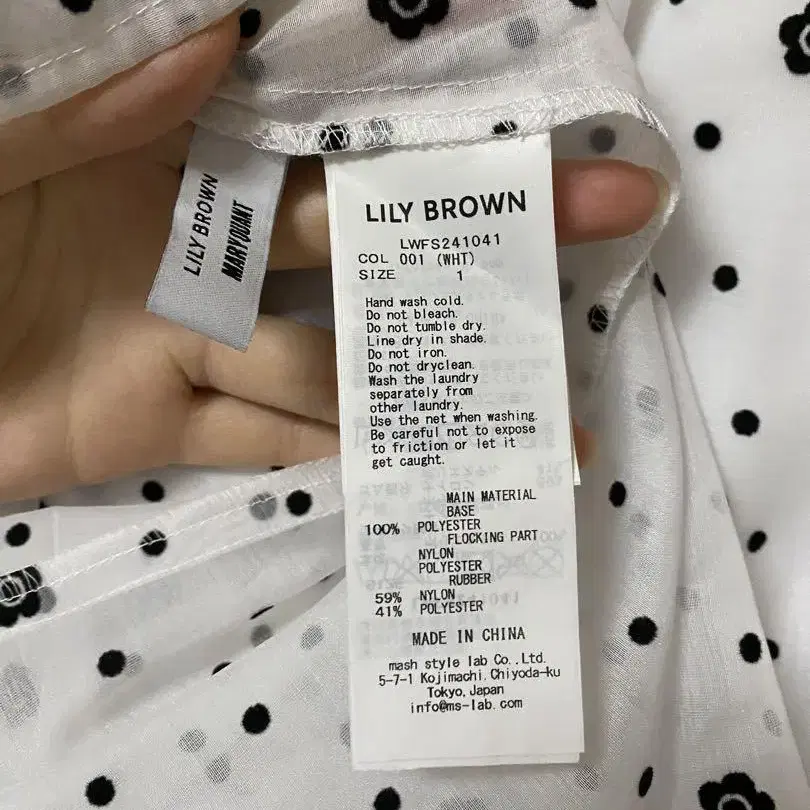 LILY BROWN
MARYQUANT
LILY BROWN
LWFS241041
COL 001 (WHT)
SIZE 1
Hand wash cold.
Do not bleach.
Do not tumble dry.
Line dry in shade.
Do not iron.
Do not dryclean.
Wash the laundry
separately from
other laundry.
Use the net when washing.
Be careful not to expose
to friction or let it
get caught.
MAIN MATERIAL
BASE
100% POLYESTER
FLOCKING PART
NYLON
POLYESTER
RUBBER
59% NYLON
41% POLYESTER
MADE IN CHINA
mash style lab Co.,Ltd.
5-7-1 Kojimachi, Chiyoda-ku
Tokyo, Japan
info@ms-lab.com